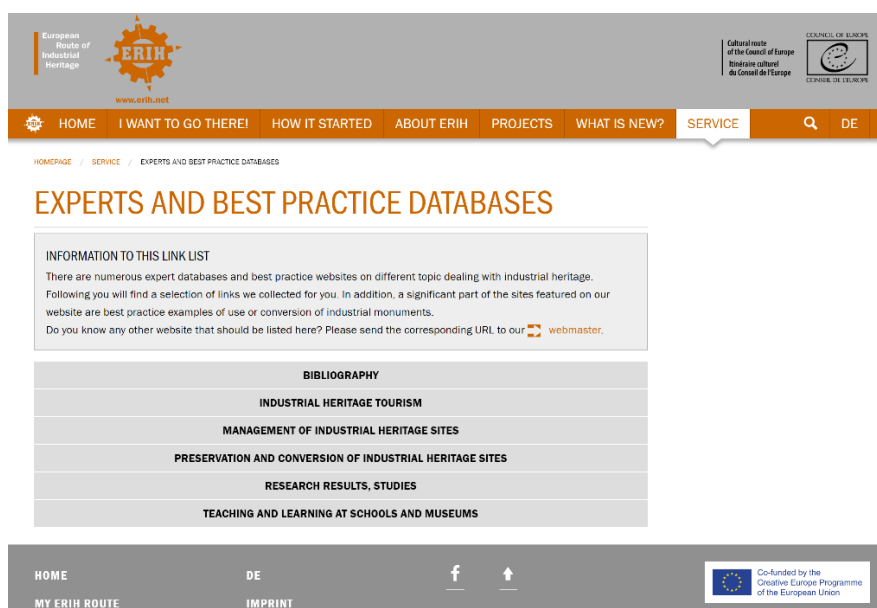 European
Route of
Industrial
Heritage
ERIH
www.erih.net
Cultural route
of the Council of Europe
Itinéraire culturel
du Conseil de l'Europe
COUNCIL OF EUROPE
CONSEIL DE L'EUROPE
ERIH HOME I WANT TO GO THERE! HOW IT STARTED ABOUT ERIH PROJECTS WHAT IS NEW? SERVICE DE
HOMEPAGE / SERVICE / EXPERTS AND BEST PRACTICE DATABASES
EXPERTS AND BEST PRACTICE DATABASES
INFORMATION TO THIS LINK LIST
There are numerous expert databases and best practice websites on different topic dealing with industrial heritage.
Following you will find a selection of links we collected for you. In addition, a significant part of the sites featured on our
website are best practice examples of use or conversion of industrial monuments.
Do you know any other website that should be listed here? Please send the corresponding URL to our webmaster.
BIBLIOGRAPHY
INDUSTRIAL HERITAGE TOURISM
MANAGEMENT OF INDUSTRIAL HERITAGE SITES
PRESERVATION AND CONVERSION OF INDUSTRIAL HERITAGE SITES
RESEARCH RESULTS, STUDIES
TEACHING AND LEARNING AT SCHOOLS AND MUSEUMS
HOME DE
MY ERIH ROUTE IMPRINT
Co-funded by the
Creative Europe Programme
of the European Union